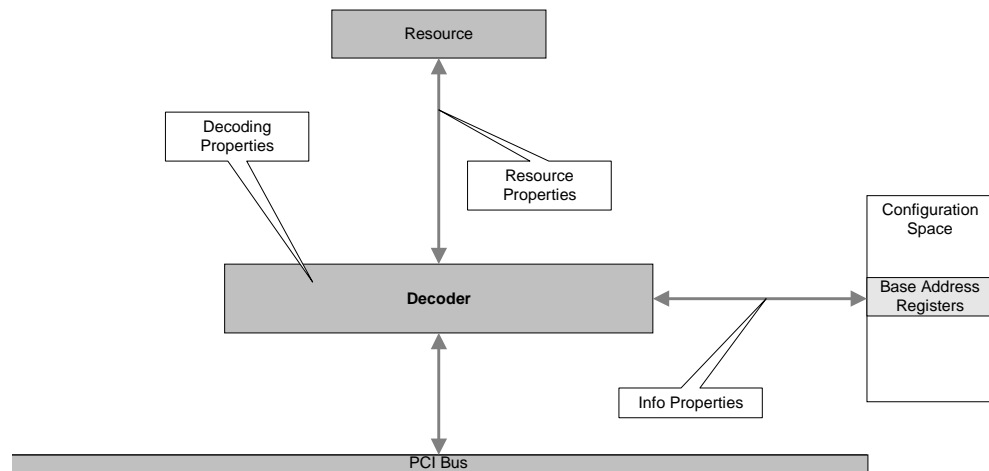 Resource
Decoding
Properties
Resource
Properties
Configuration
Space
Decoder
Base Address
Registers
Info Properties
PCI Bus